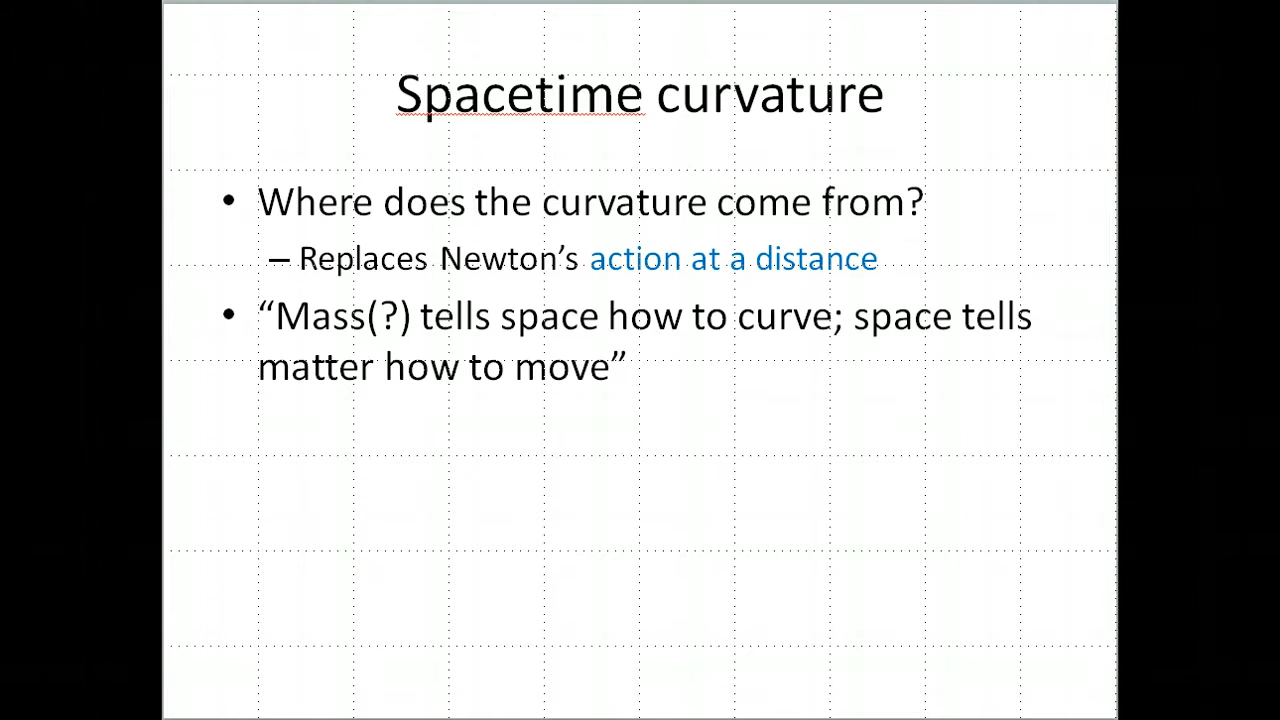 Spacetime curvature
• Where does the curvature come from?
– Replaces Newton’s action at a distance
• “Mass(?) tells space how to curve; space tells
matter how to move”